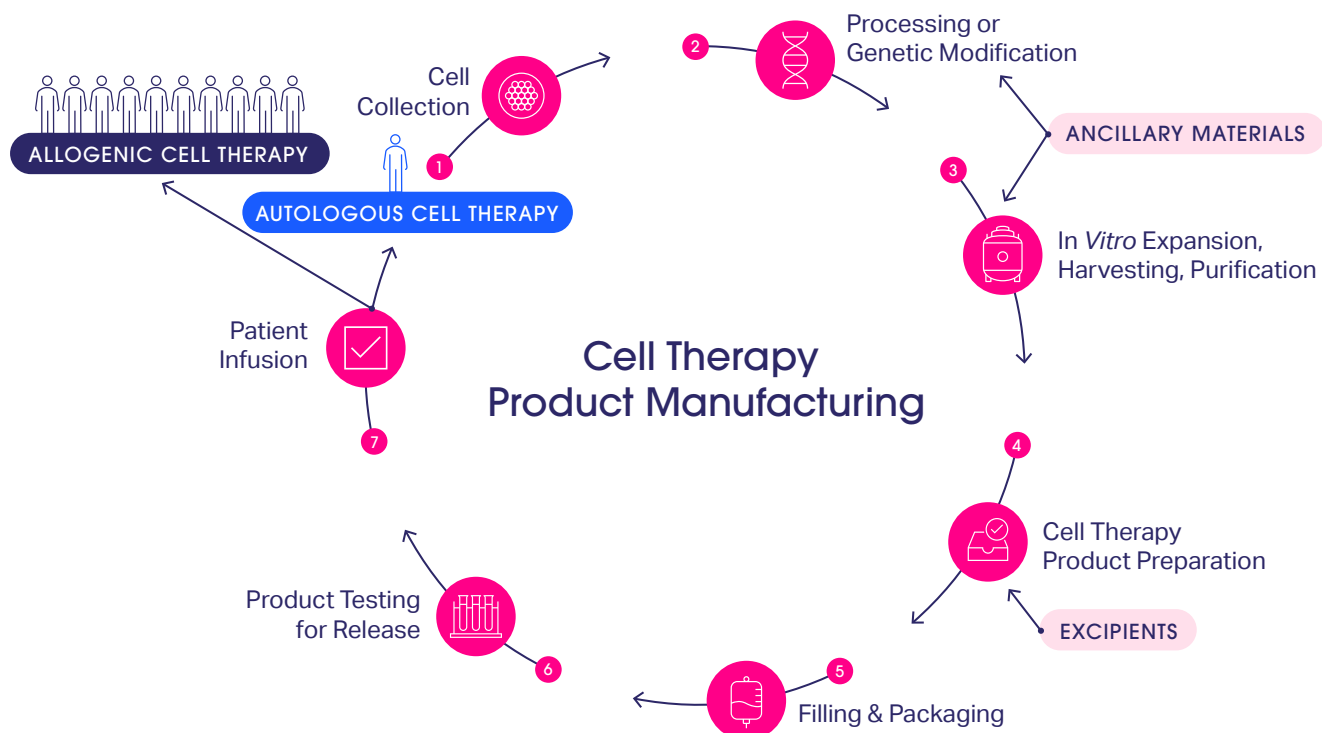 Cell Therapy
Product Manufacturing
1
Cell
Collection
2
Processing or
Genetic Modification
ANCILLARY MATERIALS
3
In Vitro Expansion,
Harvesting, Purification
4
Cell Therapy
Product Preparation
EXCIPIENTS
5
Filling & Packaging
6
Product Testing
for Release
7
Patient
Infusion
ALLOGENIC CELL THERAPY
AUTOLOGOUS CELL THERAPY